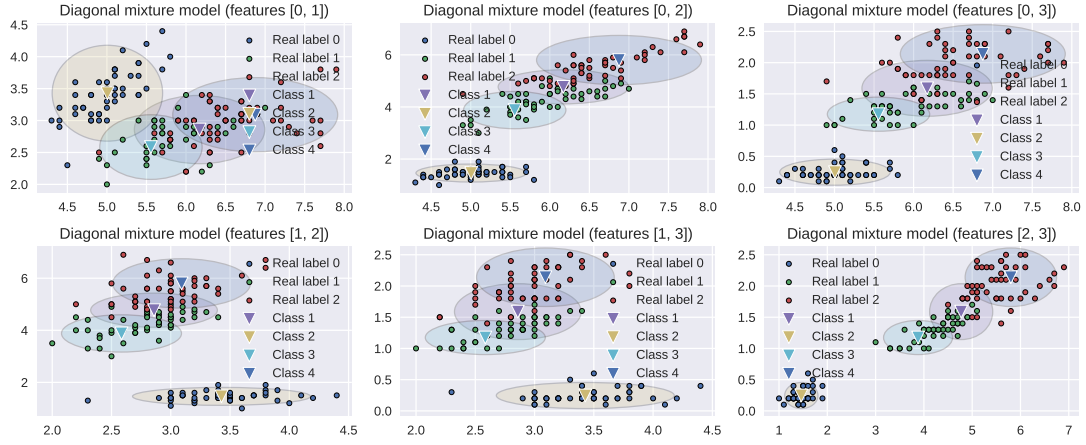 Diagonal mixture model (features [0, 1])
4.5
4.0
3.5
3.0
2.5
2.0
4.5
5.0
5.5
6.0
6.5
7.0
7.5
8.0
Real label 0
Real label 1
Real label 2
Class 1
Class 2
Class 3
Class 4
Diagonal mixture model (features [0, 2])
6
4
2
4.5
5.0
5.5
6.0
6.5
7.0
7.5
8.0
Real label 0
Real label 1
Real label 2
Class 1
Class 2
Class 3
Class 4
Diagonal mixture model (features [0, 3])
2.5
2.0
1.5
1.0
0.5
0.0
4.5
5.0
5.5
6.0
6.5
7.0
7.5
8.0
Real label 0
Real label 1
Real label 2
Class 1
Class 2
Class 3
Class 4
Diagonal mixture model (features [1, 2])
6
4
2
2.0
2.5
3.0
3.5
4.0
4.5
Real label 0
Real label 1
Real label 2
Class 1
Class 2
Class 3
Class 4
Diagonal mixture model (features [1, 3])
2.5
2.0
1.5
1.0
0.5
0.0
2.0
2.5
3.0
3.5
4.0
4.5
Real label 0
Real label 1
Real label 2
Class 1
Class 2
Class 3
Class 4
Diagonal mixture model (features [2, 3])
2.5
2.0
1.5
1.0
0.5
0.0
1
2
3
4
5
6
7
Real label 0
Real label 1
Real label 2
Class 1
Class 2
Class 3
Class 4